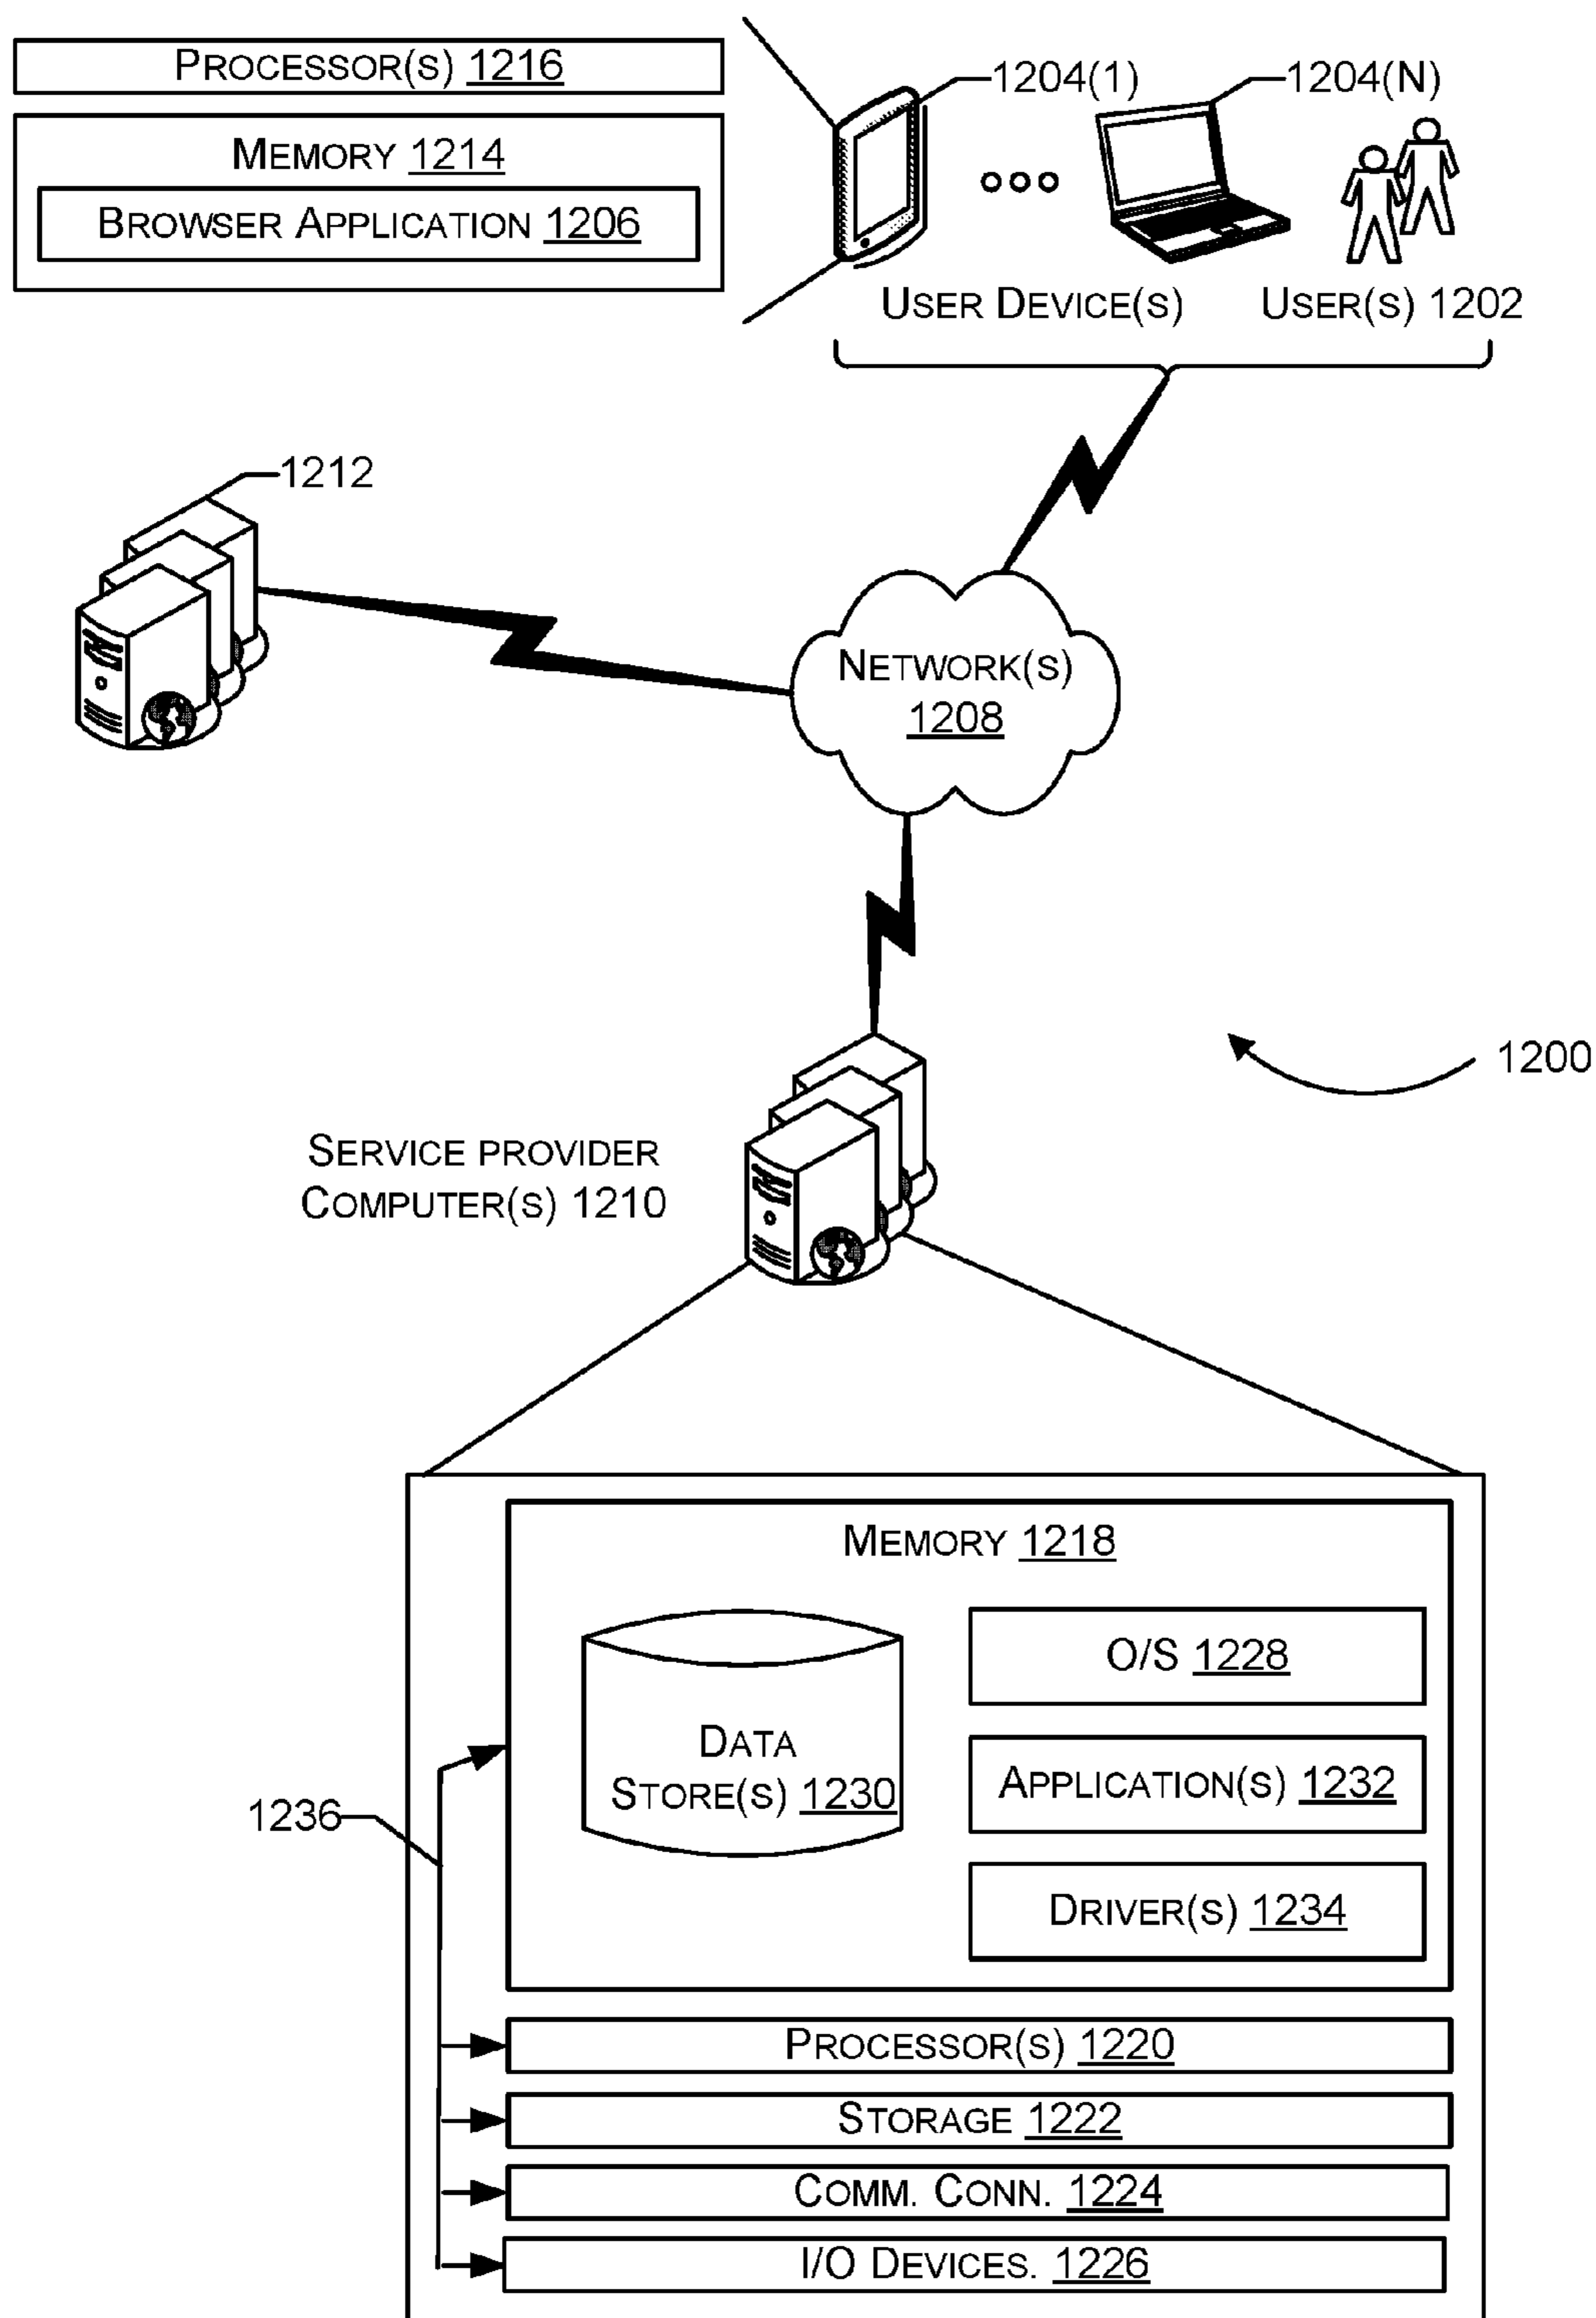 PROCESSOR(S) 1216
1204(1)
1204(N)
MEMORY 1214
BROWSER APPLICATION 1206
USER DEVICE(S)
USER(S) 1202
1212
NETWORK(S)
1208
1200
SERVICE PROVIDER
COMPUTER(S) 1210
MEMORY 1218
O/S 1228
DATA
STORE(S) 1230
APPLICATION(S) 1232
1236
DRIVER(S) 1234
PROCESSOR(S) 1220
STORAGE 1222
COMM. CONN. 1224
I/O DEVICES. 1226